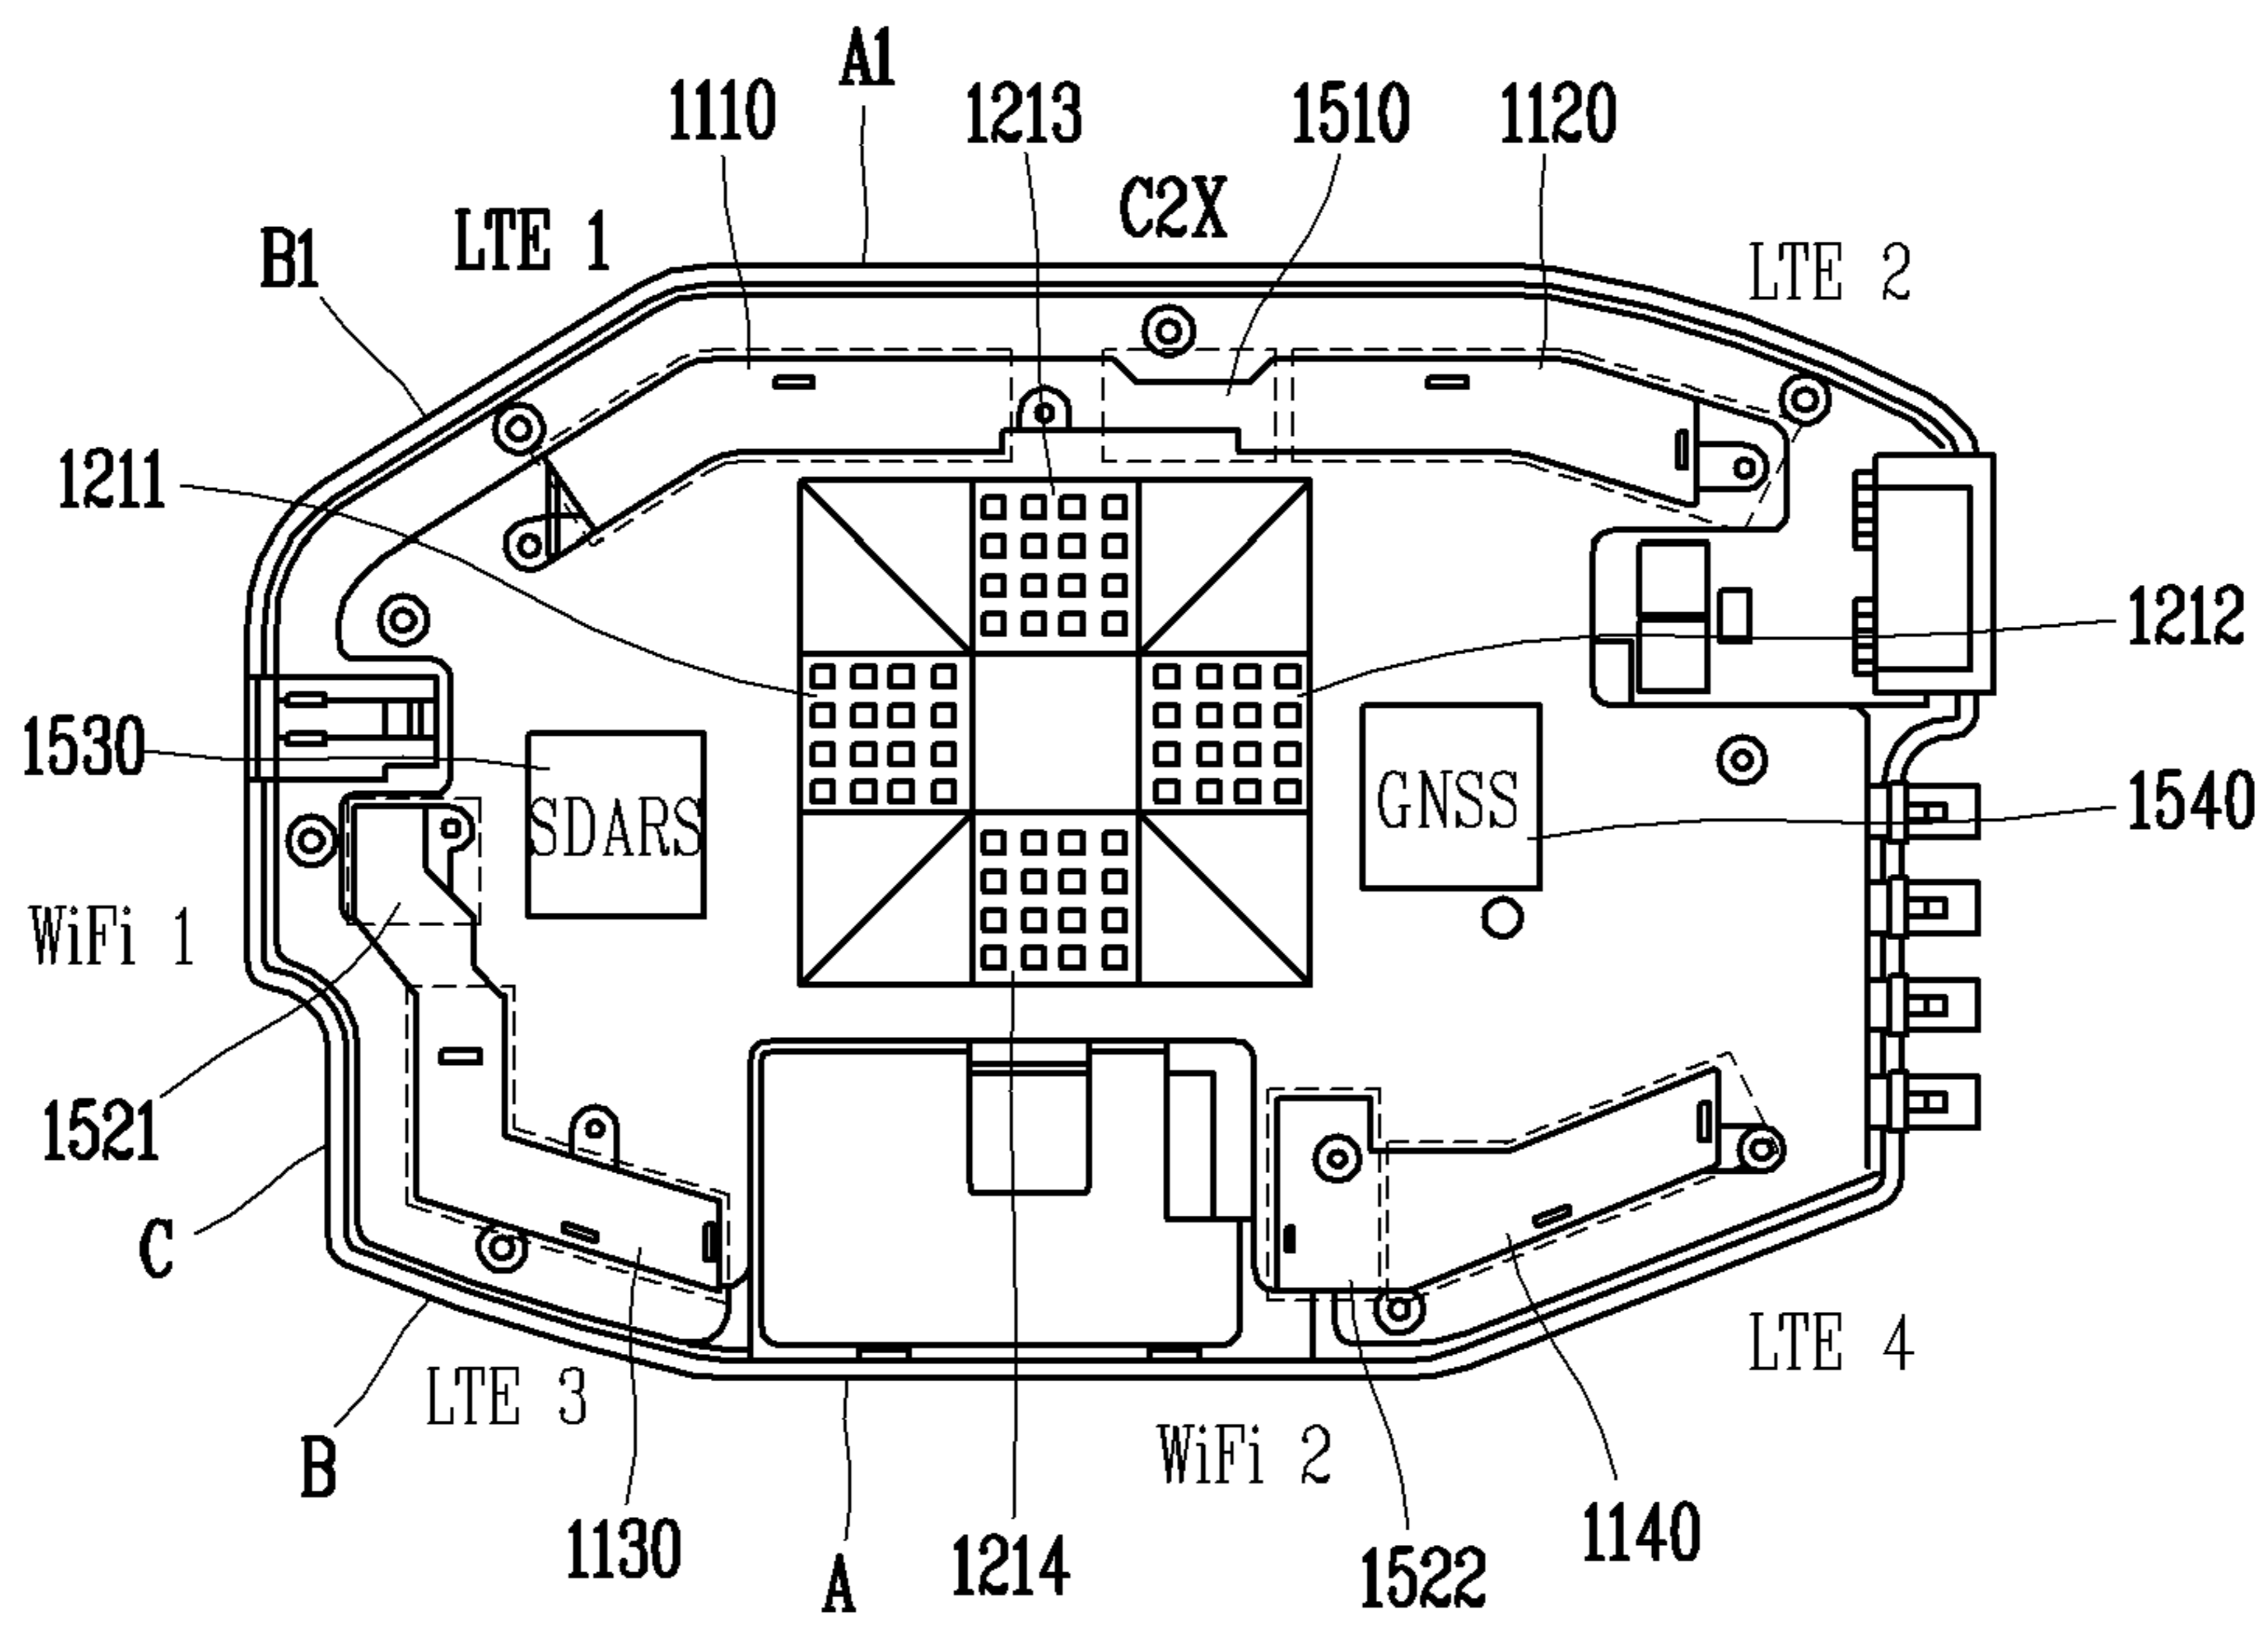 A1
1110
1213
1510
1120
C2X
LTE 1
B1
LTE 2
1211
1212
1530
SDARS
GNSS
1540
WiFi 1
1521
C
LTE 3
LTE 4
B
WiFi 2
1130
A
1214
1522
1140